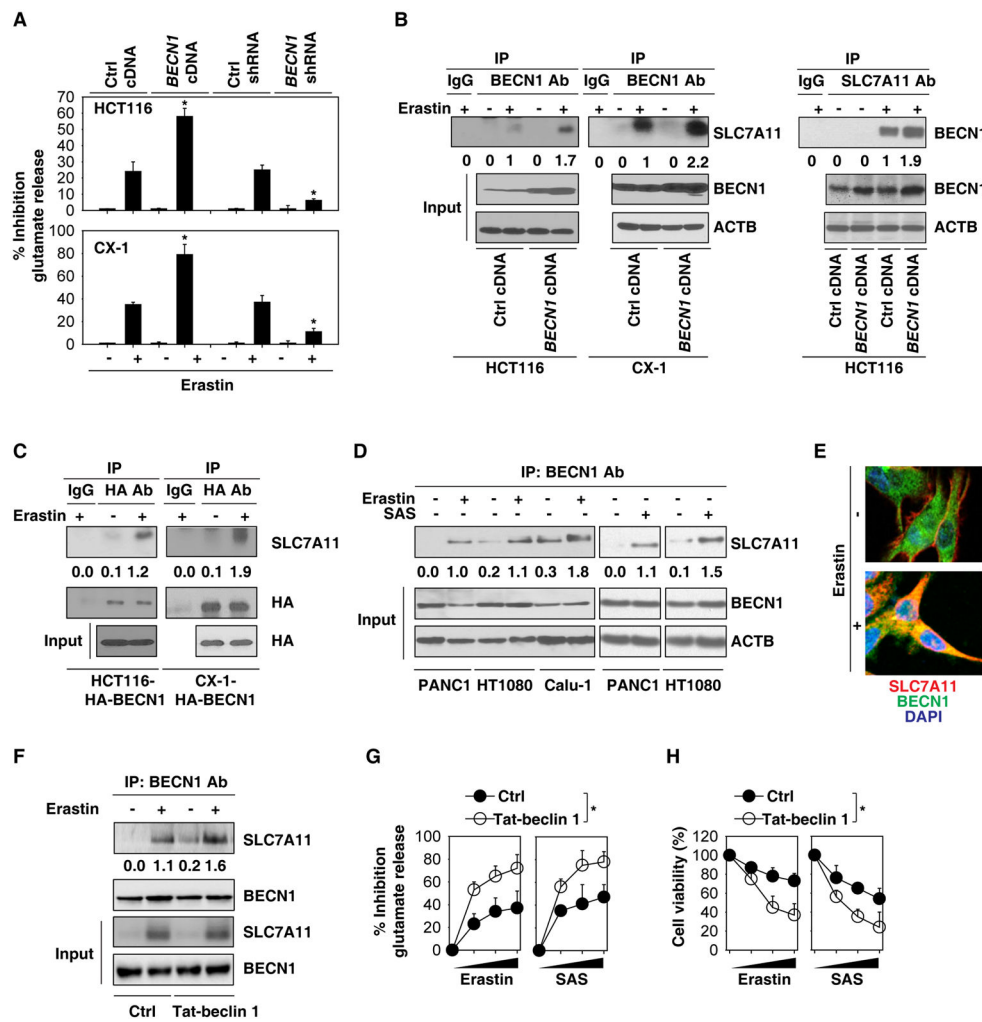 A
Ctrl cDNA
BECN1 cDNA
Ctrl shRNA
BECN1 shRNA
% Inhibition
glutamate release
HCT116
70
60
50
40
30
20
10
0
*
*
CX-1
100
80
60
40
20
0
*
*
- + - + - + - +
Erastin
B
IP
IgG BECN1 Ab
IP
IgG BECN1 Ab
Erastin + - + - + + - + - +
SLC7A11
0 0 1 0 1.7 0 0 1 0 2.2
Input
BECN1
ACTB
Ctrl cDNA
BECN1 cDNA
Ctrl cDNA
BECN1 cDNA
HCT116 CX-1
IP
IgG SLC7A11 Ab
+ - - + +
BECN1
0 0 0 1 1.9
BECN1
ACTB
Ctrl cDNA
BECN1 cDNA
Ctrl cDNA
BECN1 cDNA
HCT116
C
IP IP
IgG HA Ab IgG HA Ab
Erastin + - + + - +
SLC7A11
0.0 0.1 1.2 0.0 0.1 1.9
HA
Input HA
HCT116-
HA-BECN1
CX-1-
HA-BECN1
D
IP: BECN1 Ab
Erastin - + - + - +
SAS - + - +
SLC7A11
0.0 1.0 0.2 1.1 0.3 1.8 0.0 1.1 0.1 1.5
Input
BECN1
ACTB
PANC1 HT1080 Calu-1 PANC1 HT1080
E
Erastin
-
+
SLC7A11
BECN1
DAPI
F
IP: BECN1 Ab
Erastin - + - +
SLC7A11
0.0 1.1 0.2 1.6
BECN1
Input
SLC7A11
BECN1
Ctrl Tat-beclin 1
G
Ctrl
Tat-beclin 1
*
% Inhibition
glutamate release
100
80
60
40
20
0
Erastin SAS
H
Ctrl
Tat-beclin 1
*
Cell viability (%)
120
100
80
60
40
20
0
Erastin SAS